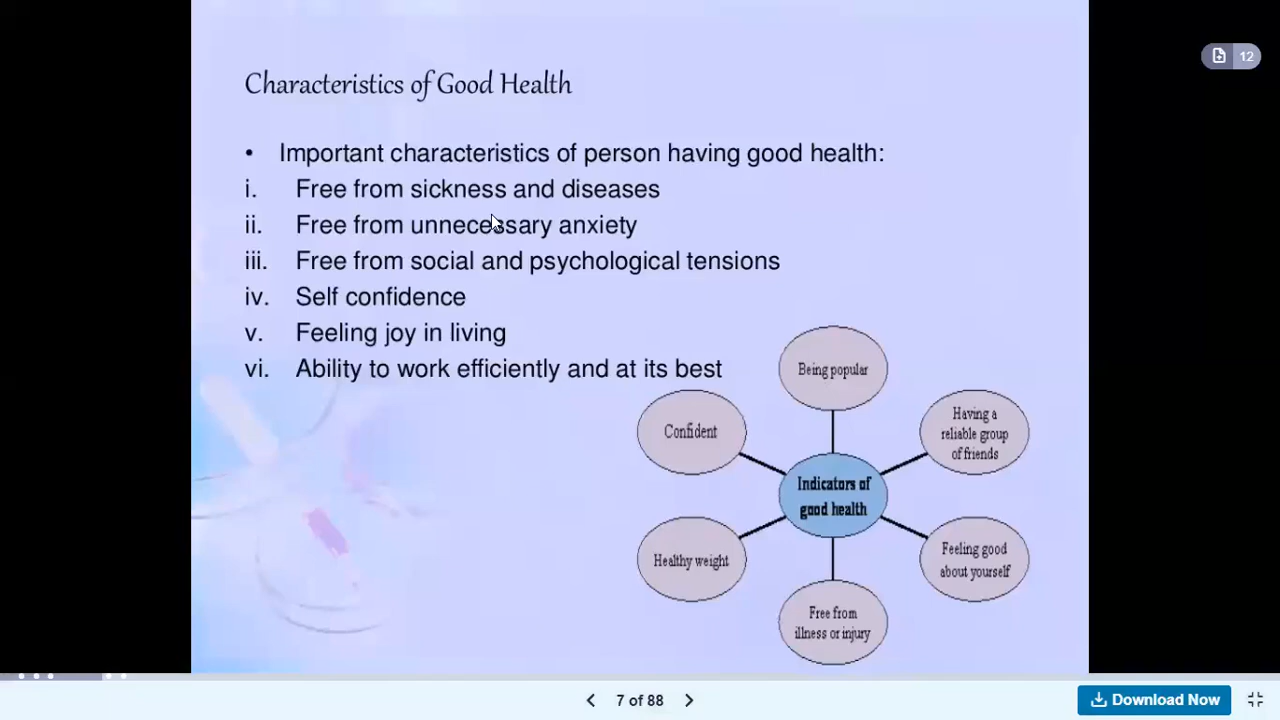 12
Characteristics of Good Health
• Important characteristics of person having good health:
i. Free from sickness and diseases
ii. Free from unnecessary anxiety
iii. Free from social and psychological tensions
iv. Self confidence
v. Feeling joy in living
vi. Ability to work efficiently and at its best
Being popular
Confident
Having a
reliable group
of friends
Indicators of
good health
Healthy weight
Feeling good
about yourself
Free from
illness or injury
7 of 88
Download Now